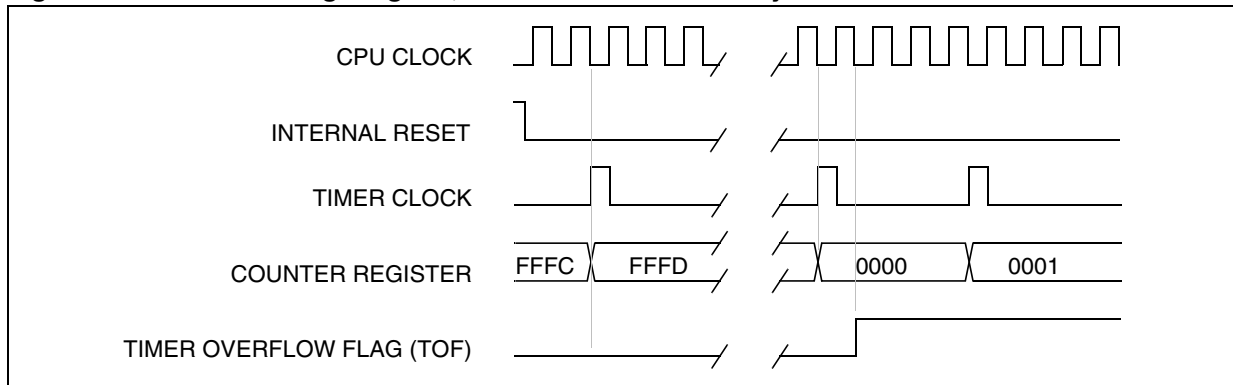 CPU CLOCK
INTERNAL RESET
TIMER CLOCK
COUNTER REGISTER FFFC FFFD 0000 0001
TIMER OVERFLOW FLAG (TOF)